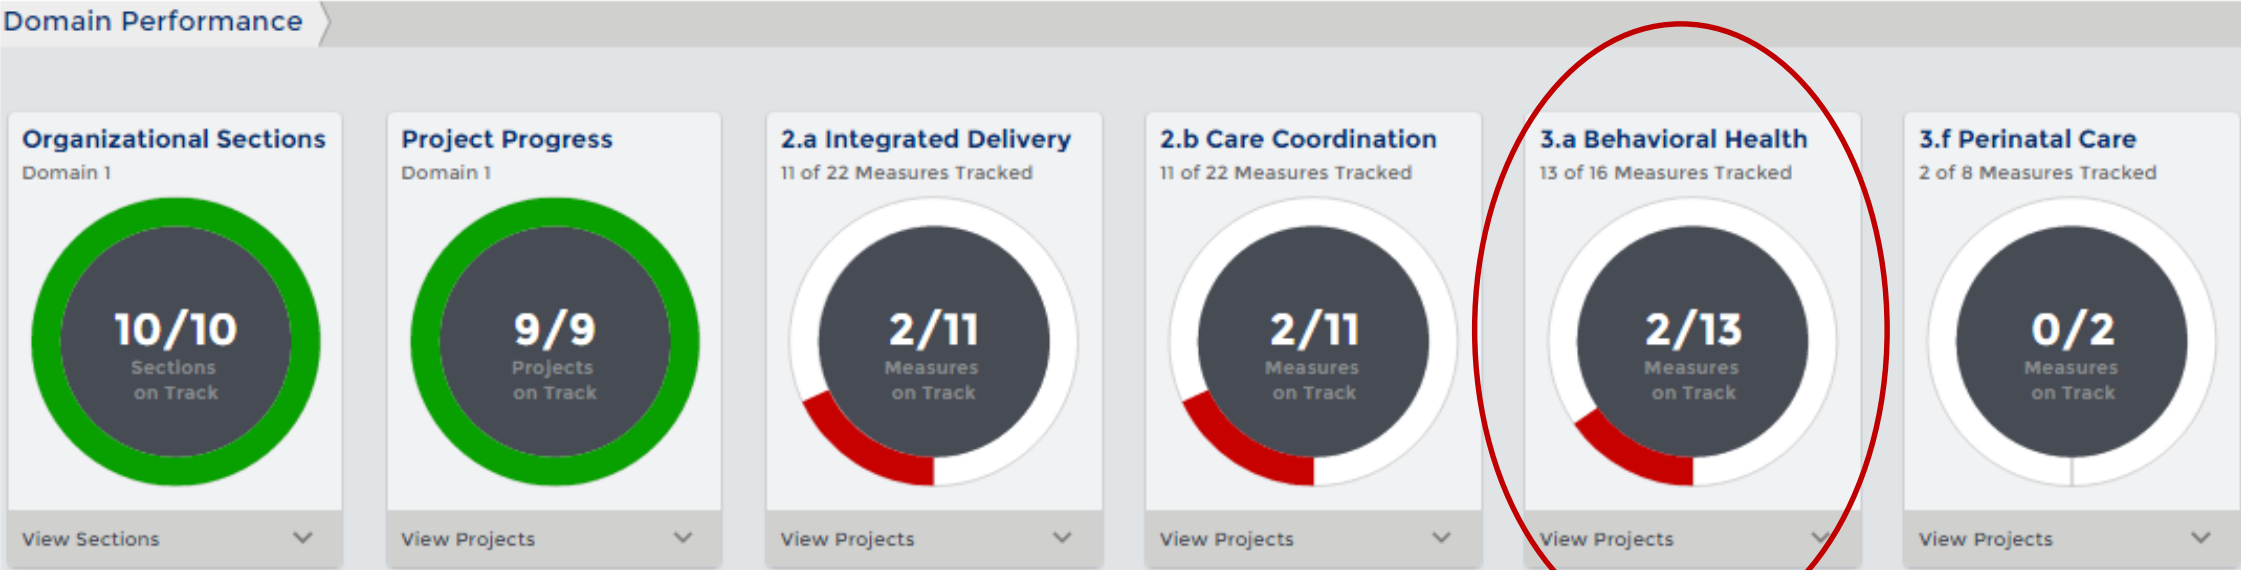 Domain Performance
Organizational Sections
Domain 1
10/10
Sections
on Track
View Sections
Project Progress
Domain 1
9/9
Projects
on Track
View Projects
2.a Integrated Delivery
11 of 22 Measures Tracked
2/11
Measures
on Track
View Projects
2.b Care Coordination
11 of 22 Measures Tracked
2/11
Measures
on Track
View Projects
3.a Behavioral Health
13 of 16 Measures Tracked
2/13
Measures
on Track
View Projects
3.f Perinatal Care
2 of 8 Measures Tracked
0/2
Measures
on Track
View Projects